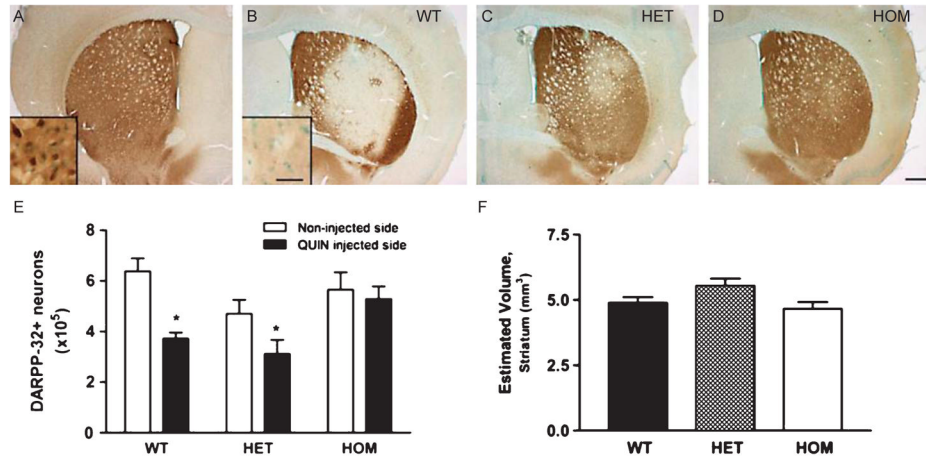 A
B
WT
C
HET
D
HOM
E
Non-injected side
QUIN injected side
DARPP-32+ neurons
(x10⁵)
8
6
4
2
0
*
*
WT
HET
HOM
F
Estimated Volume,
Striatum (mm³)
7.5
5.0
2.5
0.0
WT
HET
HOM